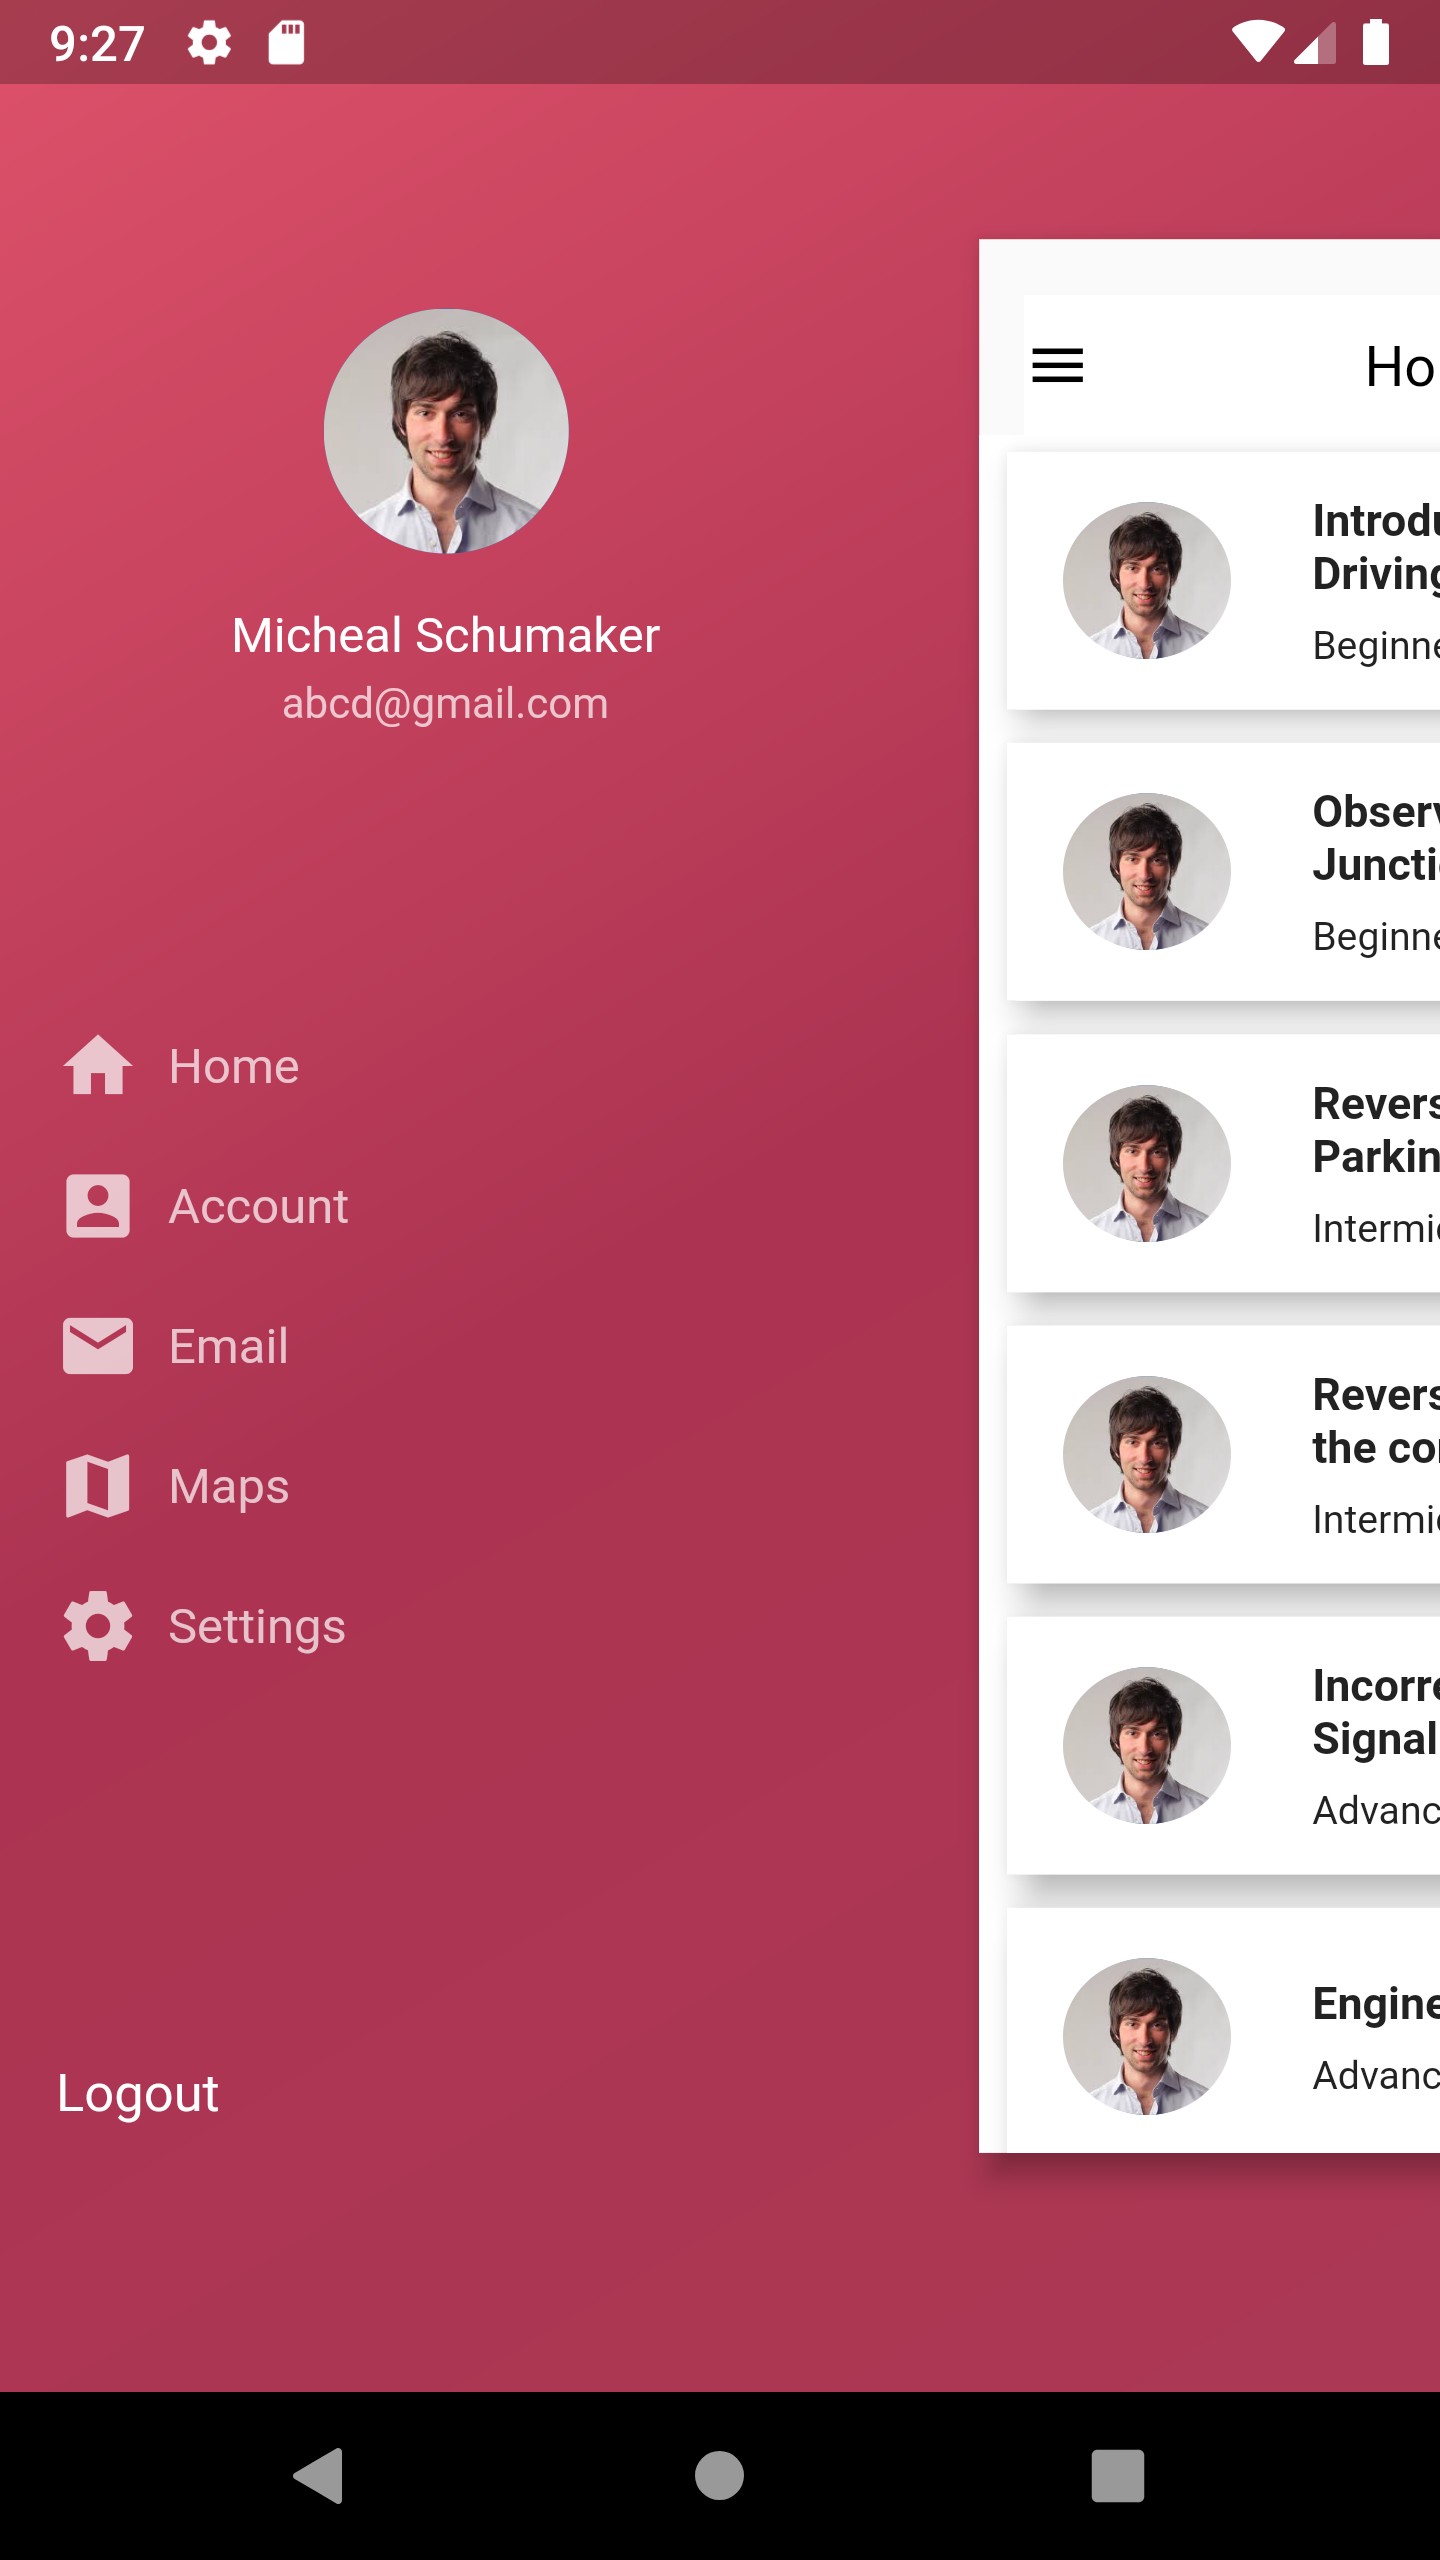 9:27
Micheal Schumaker
abcd@gmail.com
Home
Account
Email
Maps
Settings
Logout
Ho
Introdu
Driving
Beginne
Observ
Juncti
Beginne
Revers
Parkin
Intermi
Revers
the co
Intermi
Incorre
Signal
Advanc
Engine
Advanc